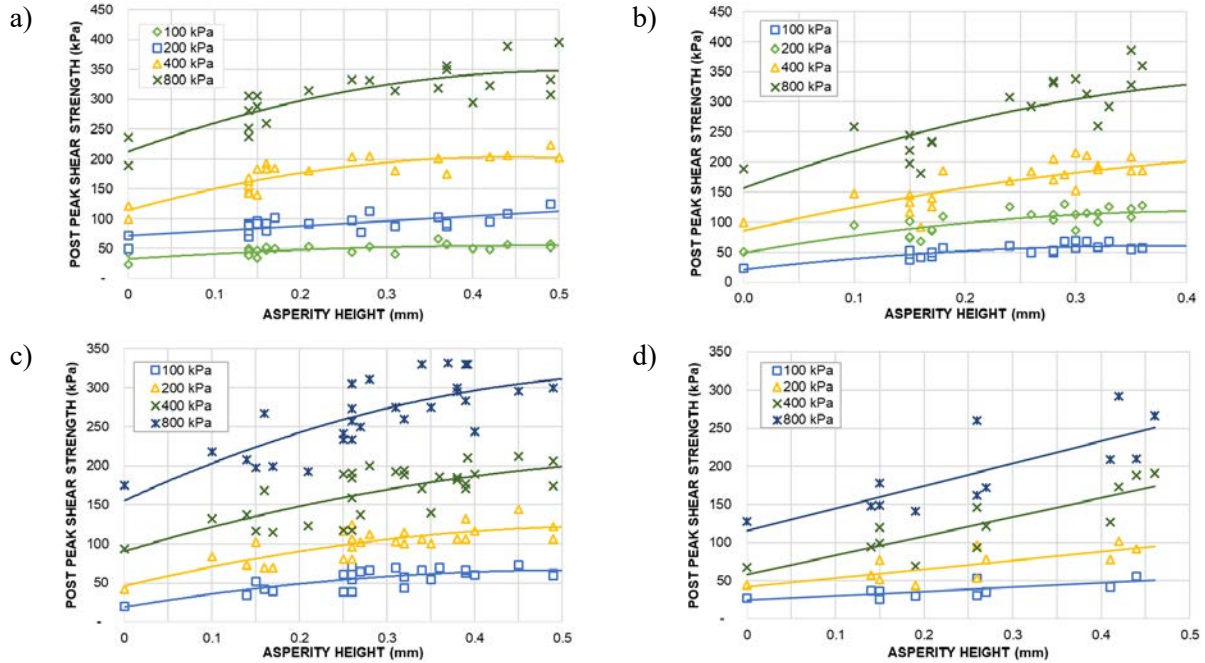 a)
POST PEAK SHEAR STRENGTH (kPa)
450
400
350
300
250
200
150
100
50
-
100 kPa
200 kPa
400 kPa
800 kPa
0
0.1
0.2
0.3
0.4
0.5
ASPERITY HEIGHT (mm)
b)
POST PEAK SHEAR STRENGTH (kPa)
450
400
350
300
250
200
150
100
50
0
100 kPa
200 kPa
400 kPa
800 kPa
0.0
0.1
0.2
0.3
0.4
ASPERITY HEIGHT (mm)
c)
POST PEAK SHEAR STRENGTH (kPa)
350
300
250
200
150
100
50
-
100 kPa
200 kPa
400 kPa
800 kPa
0
0.1
0.2
0.3
0.4
0.5
ASPERITY HEIGHT (mm)
d)
POST PEAK SHEAR STRENGTH (kPa)
350
300
250
200
150
100
50
-
100 kPa
200 kPa
400 kPa
800 kPa
0
0.1
0.2
0.3
0.4
0.5
ASPERITY HEIGHT (mm)